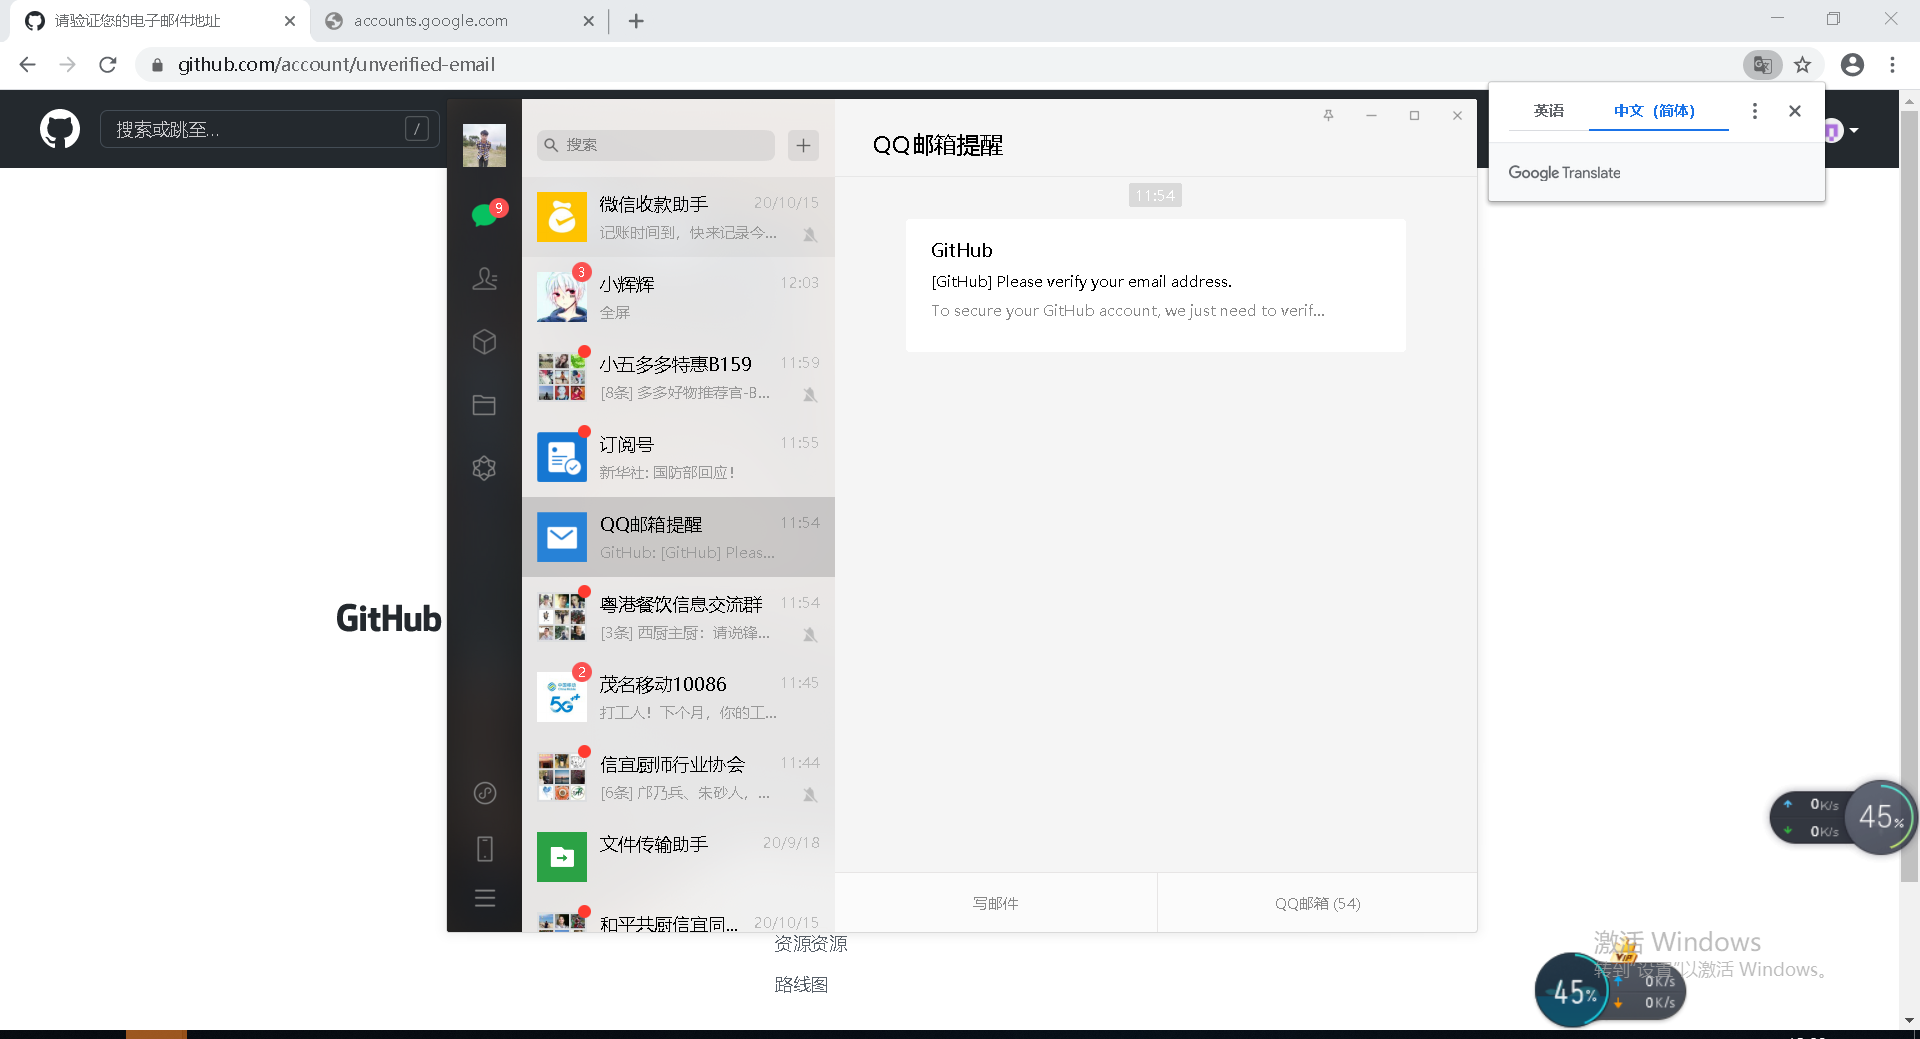 请验证您的电子邮件地址
accounts.google.com
github.com/account/unverified-email
搜索或跳至...
/
英语
中文（简体）
Google Translate
搜索
QQ邮箱提醒
9
微信收款助手
20/10/15
记账时间到，快来记录今...
3
小辉辉
12:03
全屏
小五多多特惠B159
11:59
[8条] 多多好物推荐官-B...
订阅号
11:55
新华社: 国防部回应！
QQ邮箱提醒
11:54
GitHub: [GitHub] Pleas...
粤港餐饮信息交流群
11:54
[3条] 西厨主厨：请说锋...
2
中国移动
5G++
茂名移动10086
11:45
打工人！下个月，你的工...
信宜厨师行业协会
11:44
[6条] 邝乃兵、朱砂人，...
文件传输助手
20/9/18
和平共厨信宜同...
20/10/15
11:54
GitHub
[GitHub] Please verify your email address.
To secure your GitHub account, we just need to verif...
写邮件
QQ邮箱 (54)
GitHub
资源资源
路线图
0K/s
0K/s
45%
激活 Windows
转到"设置"以激活 Windows。
VIP
45%
0K/s
0K/s